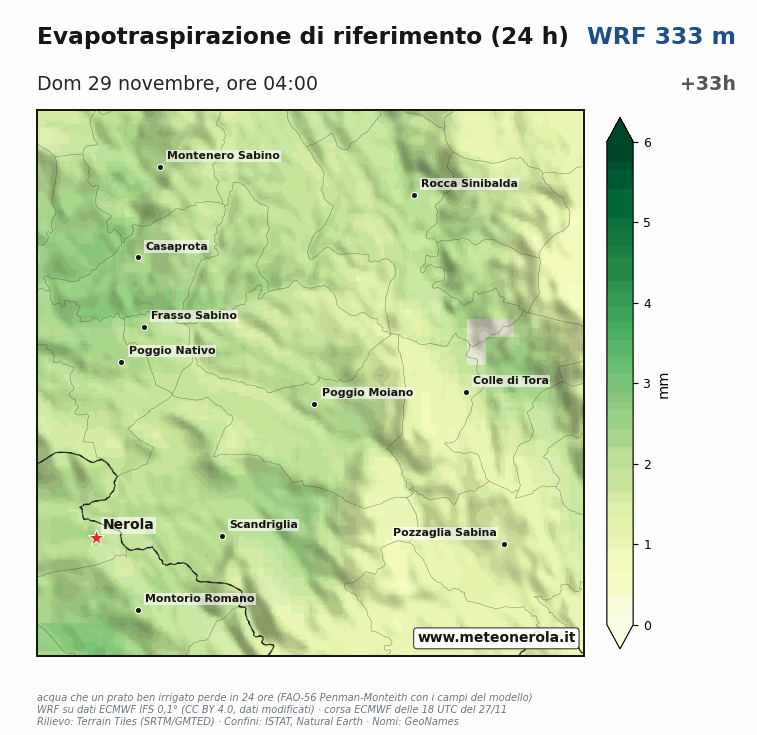 Evapotraspirazione di riferimento (24 h) WRF 333 m
Dom 29 novembre, ore 04:00 +33h
Montenero Sabino
Rocca Sinibalda
Casaprota
Frasso Sabino
Poggio Nativo
Colle di Tora
Poggio Moiano
Nerola
Scandriglia
Pozzaglia Sabina
Montorio Romano
www.meteonerola.it
6
5
4
3
2
1
0
mm
acqua che un prato ben irrigato perde in 24 ore (FAO-56 Penman-Monteith con i campi del modello)
WRF su dati ECMWF IFS 0,1° (CC BY 4.0, dati modificati) · corsa ECMWF delle 18 UTC del 27/11
Rilievo: Terrain Tiles (SRTM/GMTED) · Confini: ISTAT, Natural Earth · Nomi: GeoNames